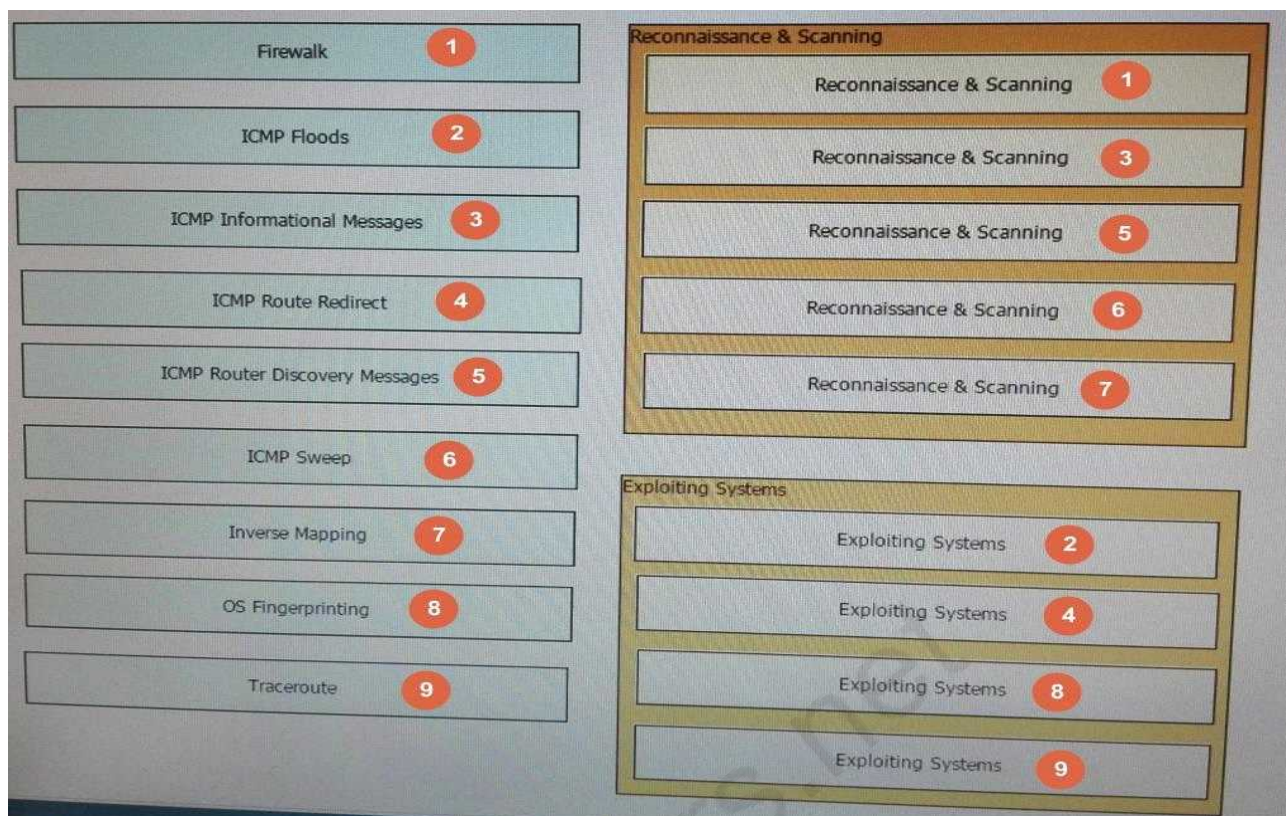 Firewalk 1
ICMP Floods 2
ICMP Informational Messages 3
ICMP Route Redirect 4
ICMP Router Discovery Messages 5
ICMP Sweep 6
Inverse Mapping 7
OS Fingerprinting 8
Traceroute 9
Reconnaissance & Scanning
Reconnaissance & Scanning 1
Reconnaissance & Scanning 3
Reconnaissance & Scanning 5
Reconnaissance & Scanning 6
Reconnaissance & Scanning 7
Exploiting Systems
Exploiting Systems 2
Exploiting Systems 4
Exploiting Systems 8
Exploiting Systems 9